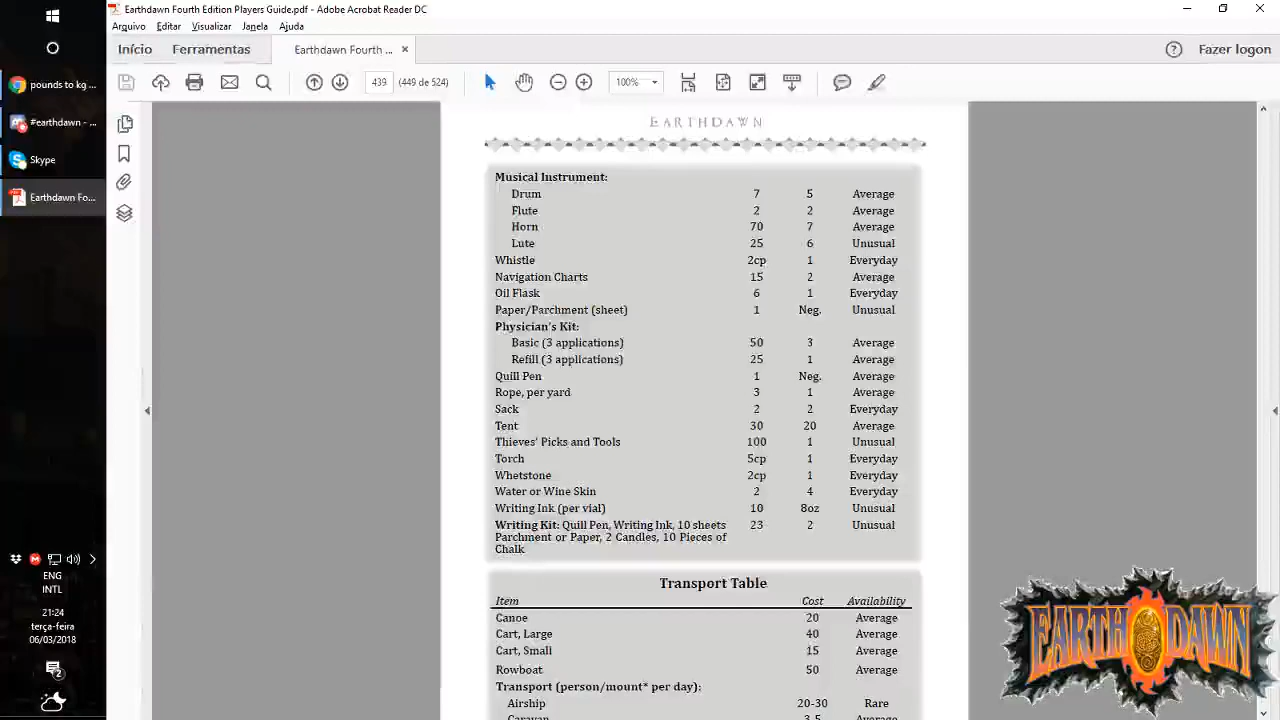 Earthdawn Fourth Edition Players Guide.pdf - Adobe Acrobat Reader DC
Arquivo Editar Visualizar Janela Ajuda
Início Ferramentas Earthdawn Fourth ... × Fazer logon
439 (449 de 524) 100%
pounds to kg ...
#earthdawn - ...
Skype
Earthdawn Fo...
EARTHDAWN
Musical Instrument:
Drum 7 5 Average
Flute 2 2 Average
Horn 70 7 Average
Lute 25 6 Unusual
Whistle 2cp 1 Everyday
Navigation Charts 15 2 Average
Oil Flask 6 1 Everyday
Paper/Parchment (sheet) 1 Neg. Unusual
Physician's Kit:
Basic (3 applications) 50 3 Average
Refill (3 applications) 25 1 Average
Quill Pen 1 Neg. Average
Rope, per yard 3 1 Average
Sack 2 2 Everyday
Tent 30 20 Average
Thieves' Picks and Tools 100 1 Unusual
Torch 5cp 1 Everyday
Whetstone 2cp 1 Everyday
Water or Wine Skin 2 4 Everyday
Writing Ink (per vial) 10 8oz Unusual
Writing Kit: Quill Pen, Writing Ink, 10 sheets 23 2 Unusual
Parchment or Paper, 2 Candles, 10 Pieces of
Chalk
Transport Table
Item Cost Availability
Canoe 20 Average
Cart, Large 40 Average
Cart, Small 15 Average
Rowboat 50 Average
Transport (person/mount* per day):
Airship 20-30 Rare
Caravan 3-5 Average
ENG
INTL
21:24
terça-feira
06/03/2018
2
EARTHDAWN